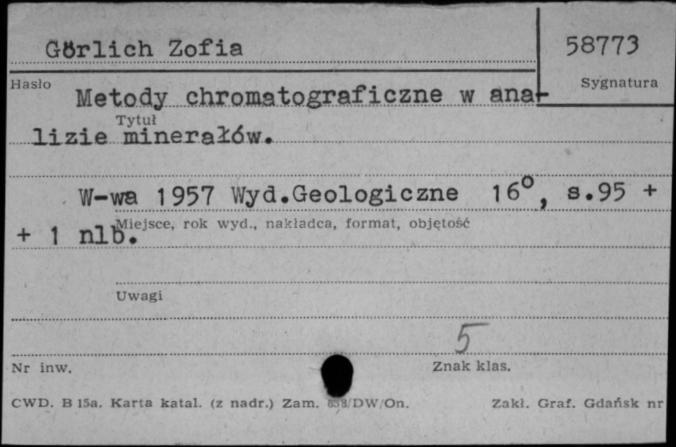 Görlich Zofia
58773
Hasło
Sygnatura
Metody chromatograficzne w ana-
Tytuł
lizie minerałów.
W-wa 1957 Wyd.Geologiczne 16°, s.95 +
Miejsce, rok wyd., nakładca, format, objętość
+ 1 nlb.
Uwagi
5
Nr inw.
Znak klas.
CWD. B 15a. Karta katal. (z nadr.) Zam. /DW/On.
Zakł. Graf. Gdańsk nr